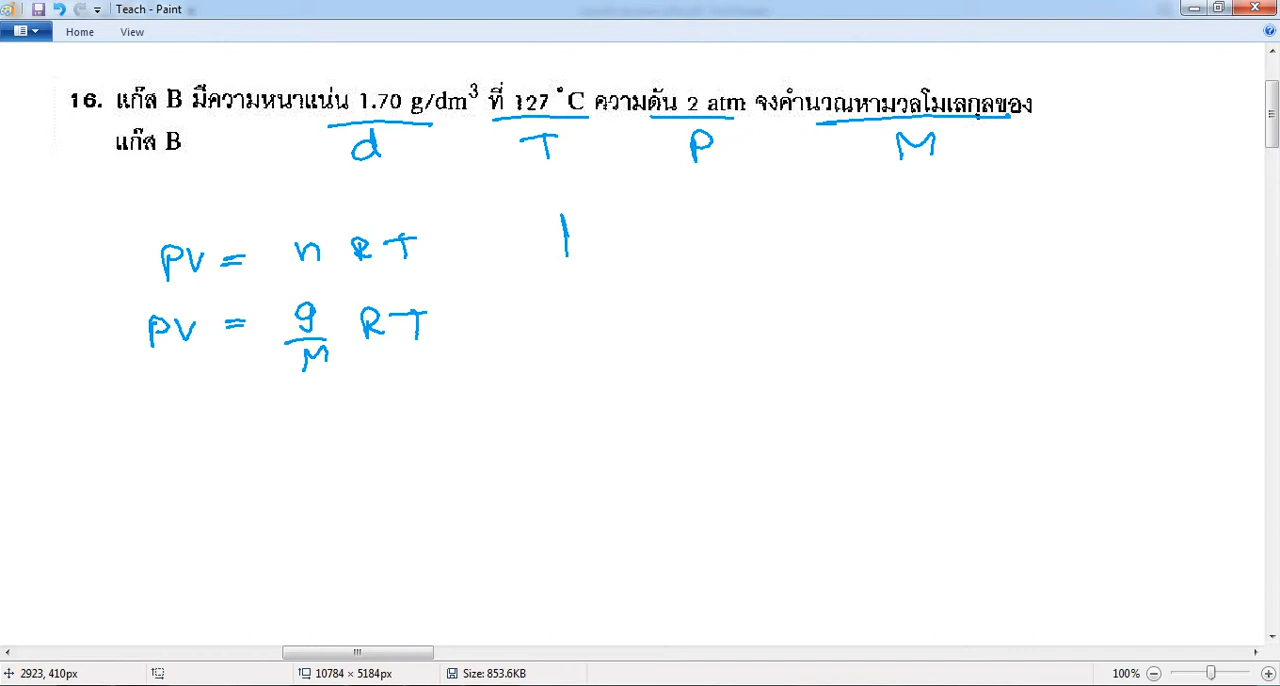 Teach - Paint
Home View
16. แก๊ส B มีความหนาแน่น 1.70 g/dm³ ที่ 127 °C ความดัน 2 atm จงคำนวณหามวลโมเลกุลของ
แก๊ส B
d T P M
PV = n R T
PV = g/M R T
2923, 410px 10784 × 5184px Size: 853.6KB 100%